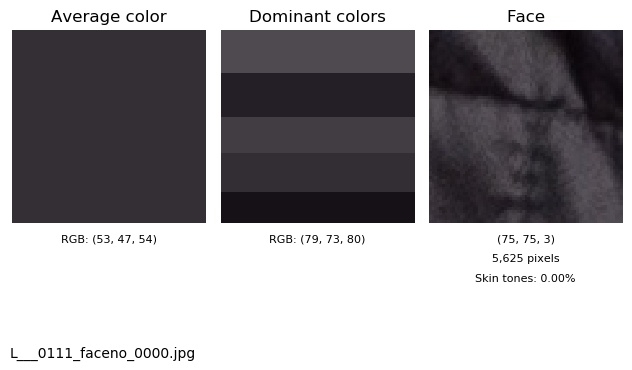 Average color
Dominant colors
Face
RGB: (53, 47, 54)
RGB: (79, 73, 80)
(75, 75, 3)
5,625 pixels
Skin tones: 0.00%
L___0111_faceno_0000.jpg